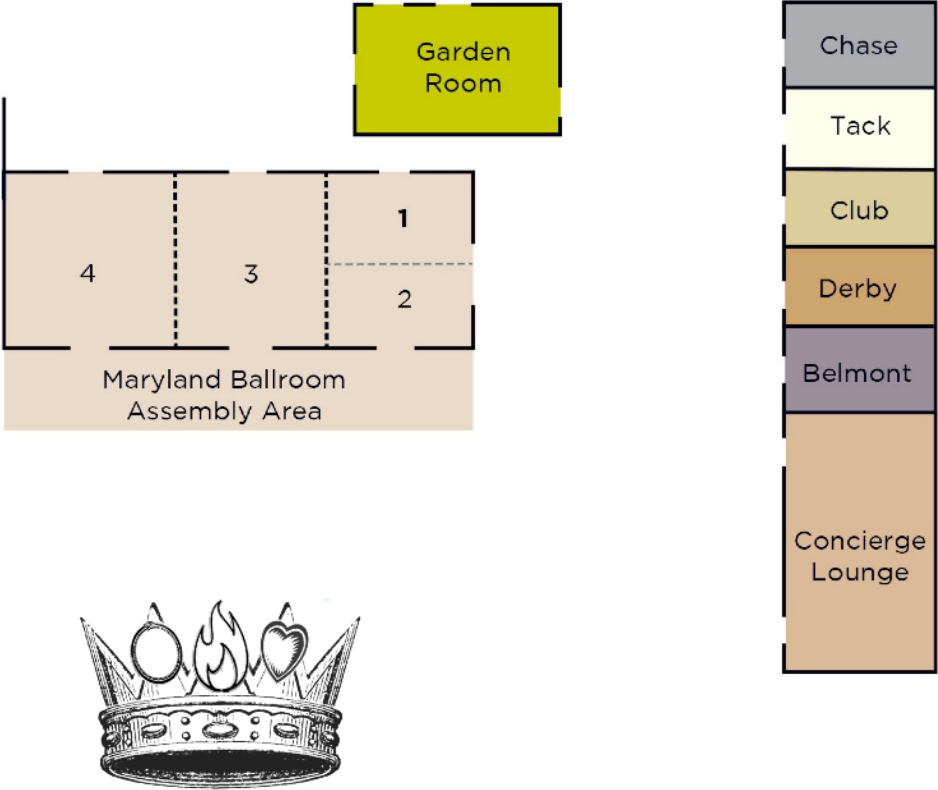 Garden
Room
Chase
Tack
Club
Derby
Belmont
Concierge
Lounge
1
4
3
2
Maryland Ballroom
Assembly Area